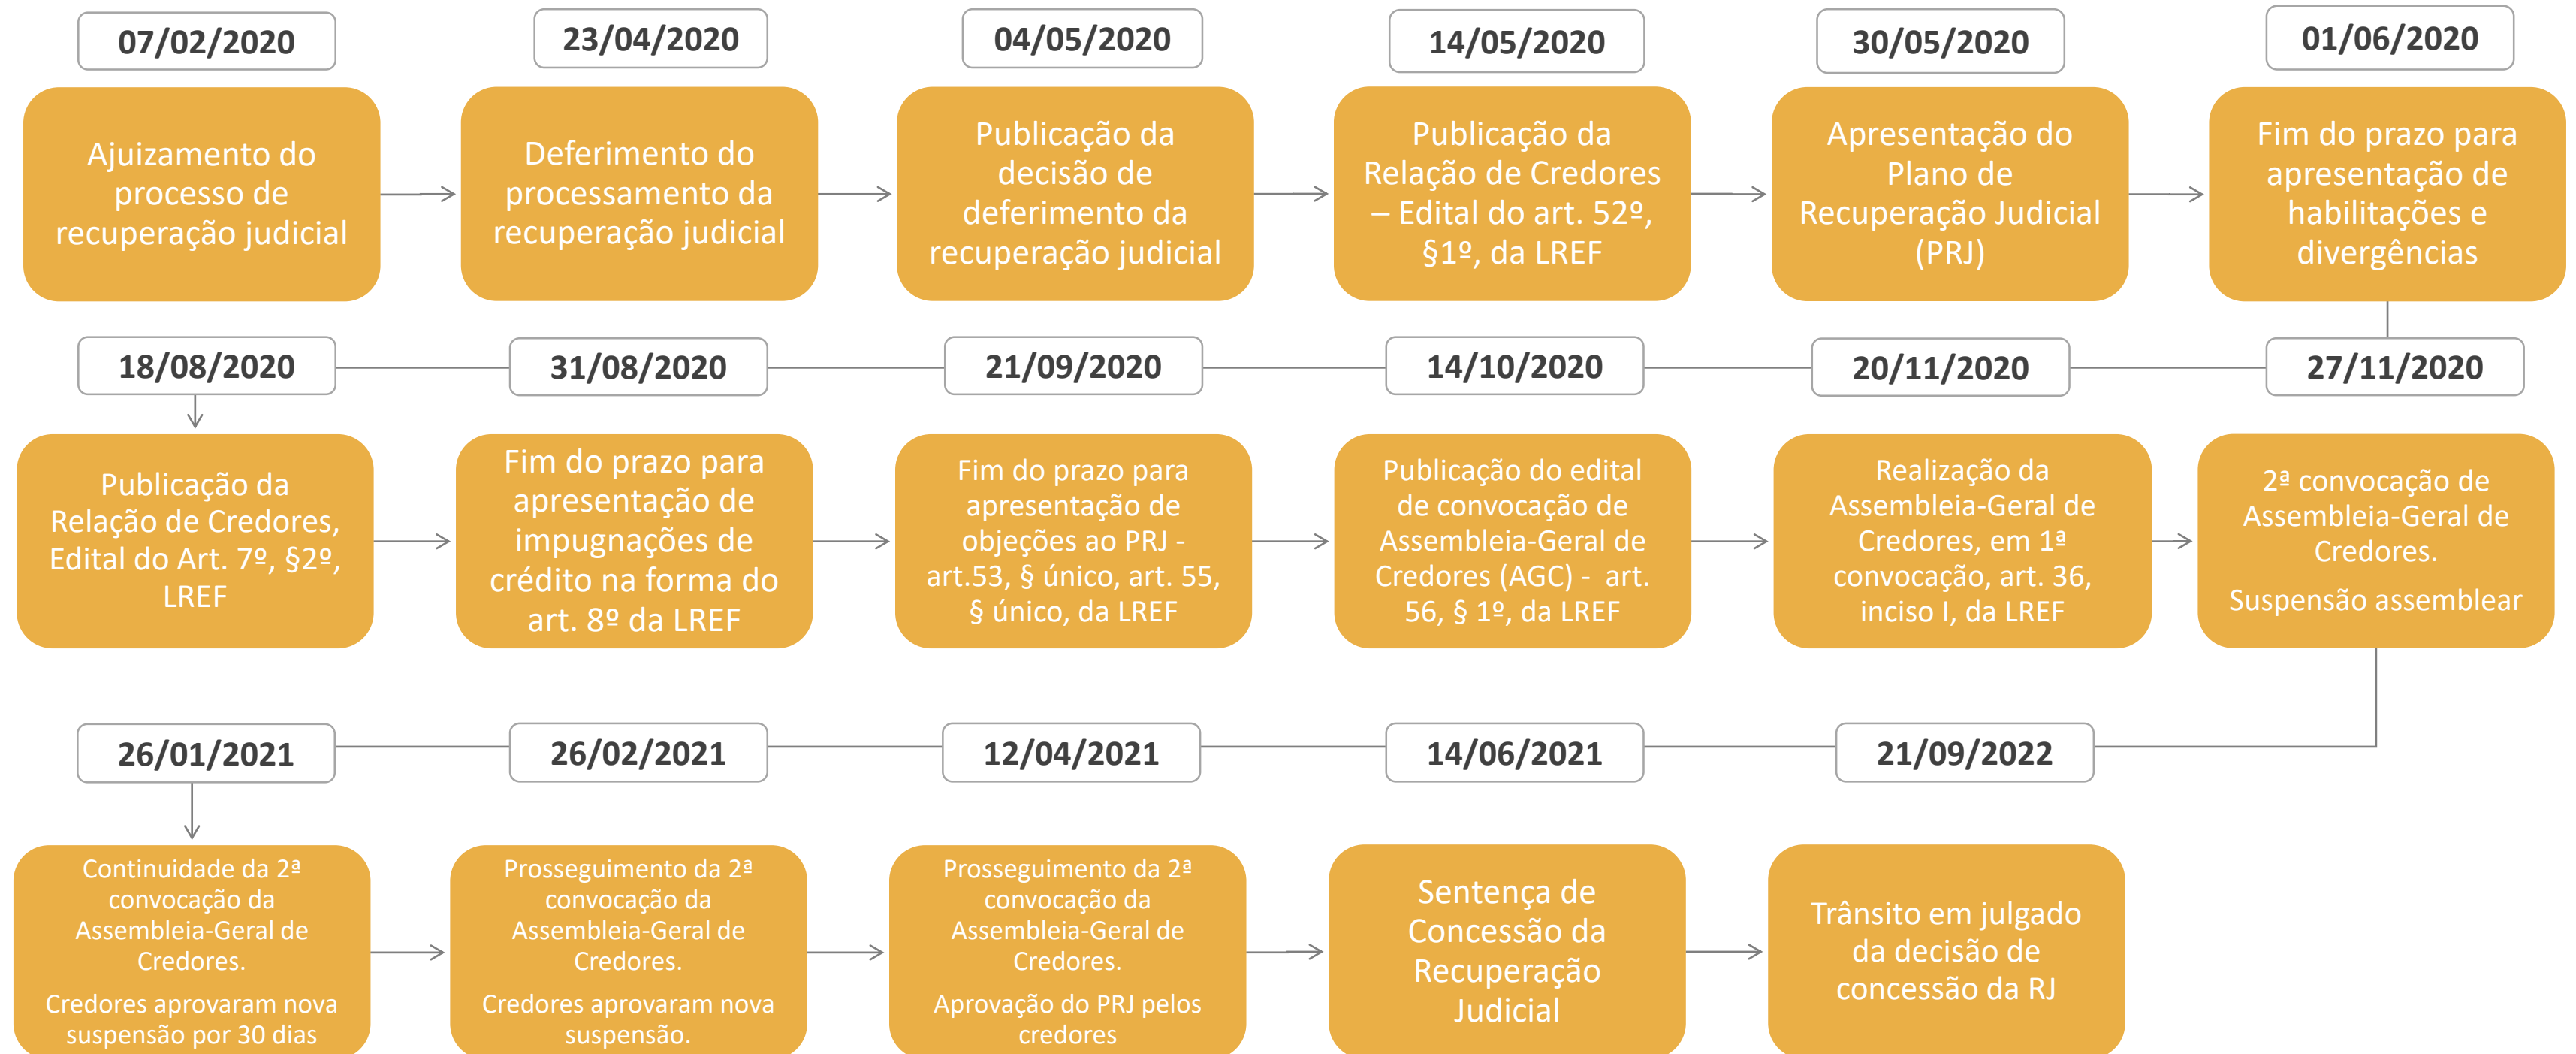 07/02/2020
23/04/2020
04/05/2020
14/05/2020
30/05/2020
01/06/2020
Ajuizamento do
processo de
recuperação judicial
Deferimento do
processamento da
recuperação judicial
Publicação da
decisão de
deferimento da
recuperação judicial
Publicação da
Relação de Credores
– Edital do art. 52º,
§1º, da LREF
Apresentação do
Plano de
Recuperação Judicial
(PRJ)
Fim do prazo para
apresentação de
habilitações e
divergências
18/08/2020
31/08/2020
21/09/2020
14/10/2020
20/11/2020
27/11/2020
Publicação da
Relação de Credores,
Edital do Art. 7º, §2º,
LREF
Fim do prazo para
apresentação de
impugnações de
crédito na forma do
art. 8º da LREF
Fim do prazo para
apresentação de
objeções ao PRJ -
art.53, § único, art. 55,
§ único, da LREF
Publicação do edital
de convocação de
Assembleia-Geral de
Credores (AGC) - art.
56, § 1º, da LREF
Realização da
Assembleia-Geral de
Credores, em 1ª
convocação, art. 36,
inciso I, da LREF
2ª convocação de
Assembleia-Geral de
Credores.
Suspensão assemblear
26/01/2021
26/02/2021
12/04/2021
14/06/2021
21/09/2022
Continuidade da 2ª
convocação da
Assembleia-Geral de
Credores.
Credores aprovaram nova
suspensão por 30 dias
Prosseguimento da 2ª
convocação da
Assembleia-Geral de
Credores.
Credores aprovaram nova
suspensão.
Prosseguimento da 2ª
convocação da
Assembleia-Geral de
Credores.
Aprovação do PRJ pelos
credores
Sentença de
Concessão da
Recuperação
Judicial
Trânsito em julgado
da decisão de
concessão da RJ